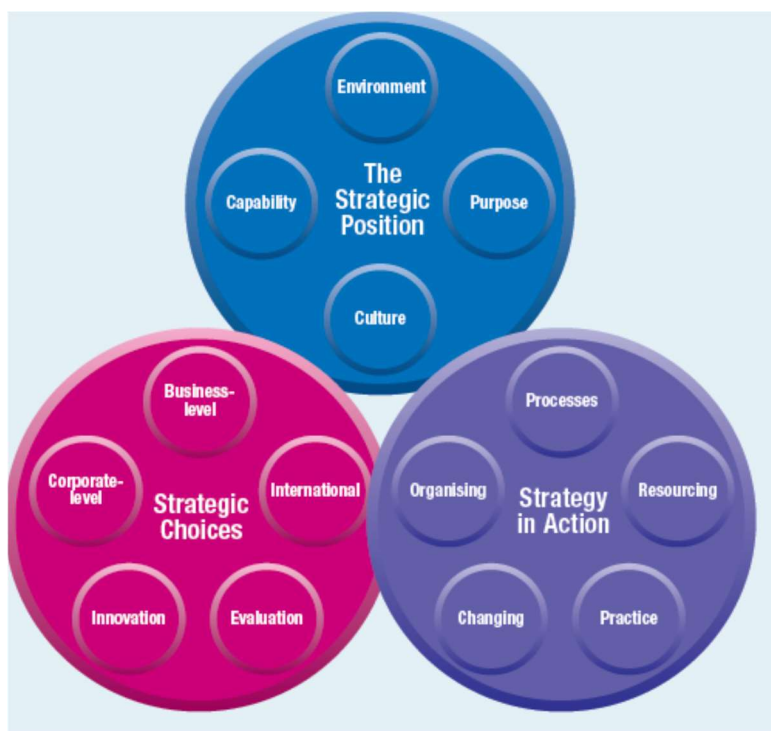 Environment
Capability
The
Strategic
Position
Purpose
Culture
Business-
level
Corporate-
level
Strategic
Choices
International
Innovation
Evaluation
Processes
Organising
Strategy
in Action
Resourcing
Changing
Practice